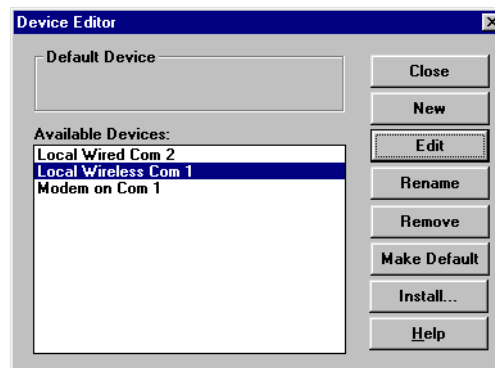 Device Editor
Default Device
Available Devices:
Local Wired Com 2
Local Wireless Com 1
Modem on Com 1
Close
New
Edit
Rename
Remove
Make Default
Install...
Help